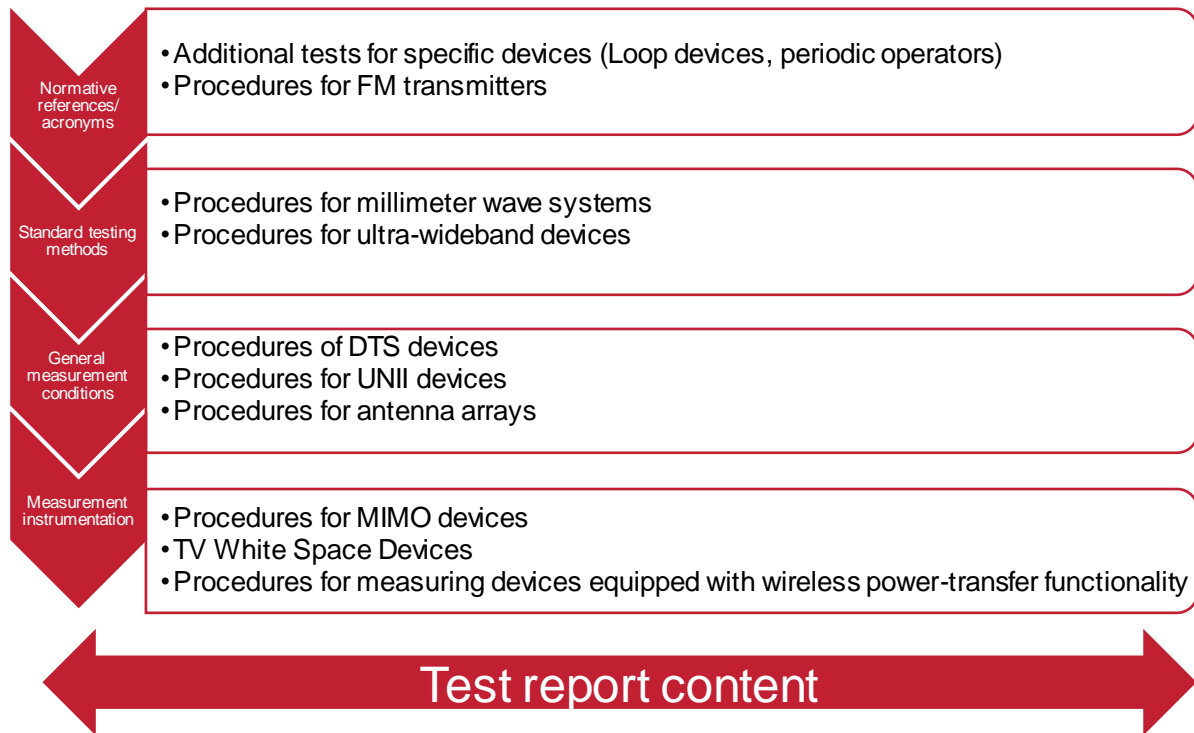 Normative
references/
acronyms
•Additional tests for specific devices (Loop devices, periodic operators)
•Procedures for FM transmitters
Standard testing
methods
•Procedures for millimeter wave systems
•Procedures for ultra-wideband devices
General
measurement
conditions
•Procedures of DTS devices
•Procedures for UNII devices
•Procedures for antenna arrays
Measurement
instrumentation
•Procedures for MIMO devices
•TV White Space Devices
•Procedures for measuring devices equipped with wireless power-transfer functionality
Test report content